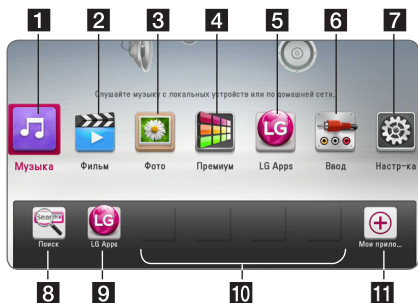 1 2 3 4 5 6 7
Слушайте музыку с локальных устройств или по домашней сети.
LG
Музыка Фильм Фото Премиум LG Apps Ввод Настр-ка
Search LG
Поиск LG Apps Мои прило...
8 9 10 11